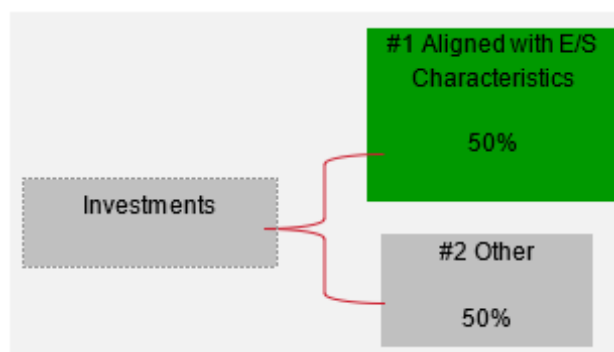 #1 Aligned with E/S
Characteristics
50%
Investments
#2 Other
50%